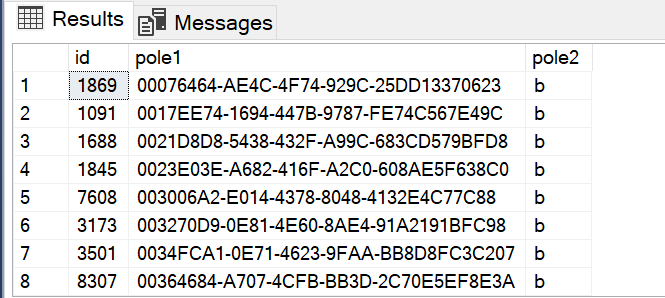 Results Messages
id pole1 pole2
1 1869 00076464-AE4C-4F74-929C-25DD13370623 b
2 1091 0017EE74-1694-447B-9787-FE74C567E49C b
3 1688 0021D8D8-5438-432F-A99C-683CD579BFD8 b
4 1845 0023E03E-A682-416F-A2C0-608AE5F638C0 b
5 7608 003006A2-E014-4378-8048-4132E4C77C88 b
6 3173 003270D9-0E81-4E60-8AE4-91A2191BFC98 b
7 3501 0034FCA1-0E71-4623-9FAA-BB8D8FC3C207 b
8 8307 00364684-A707-4CFB-BB3D-2C70E5EF8E3A b